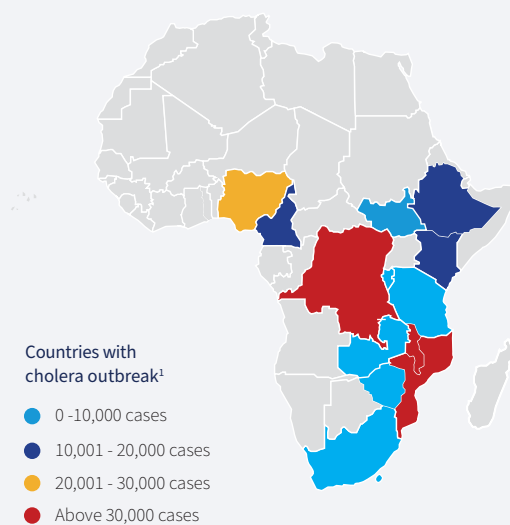 Countries with
cholera outbreak¹
0 -10,000 cases
10,001 - 20,000 cases
20,001 - 30,000 cases
Above 30,000 cases